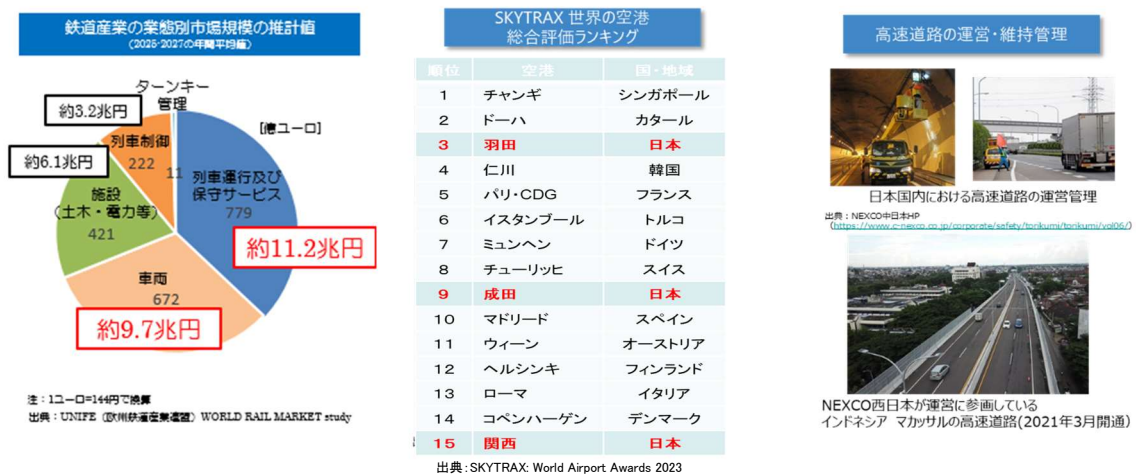 鉄道産業の業態別市場規模の推計値
(2025-2027の年間平均値)
ターンキー
管理
約3.2兆円
[億ユーロ]
列車制御
222
11
約6.1兆円
列車運行及び
保守サービス
779
施設
(土木・電力等)
421
約11.2兆円
車両
672
約9.7兆円
注：1ユーロ=144円で換算
出典：UNIFE（欧州鉄道産業連盟）WORLD RAIL MARKET study
SKYTRAX 世界の空港
総合評価ランキング
順位 空港 国・地域
1 チャンギ シンガポール
2 ドーハ カタール
3 羽田 日本
4 仁川 韓国
5 パリ・CDG フランス
6 イスタンブール トルコ
7 ミュンヘン ドイツ
8 チューリッヒ スイス
9 成田 日本
10 マドリード スペイン
11 ウィーン オーストリア
12 ヘルシンキ フィンランド
13 ローマ イタリア
14 コペンハーゲン デンマーク
15 関西 日本
出典：SKYTRAX: World Airport Awards 2023
高速道路の運営・維持管理
日本国内における高速道路の運営管理
出典：NEXCO中日本HP
（https://www.c-nexco.co.jp/corporate/safety/torikumi/torikumi/vol06/）
NEXCO西日本が運営に参画している
インドネシア マカッサルの高速道路(2021年3月開通)